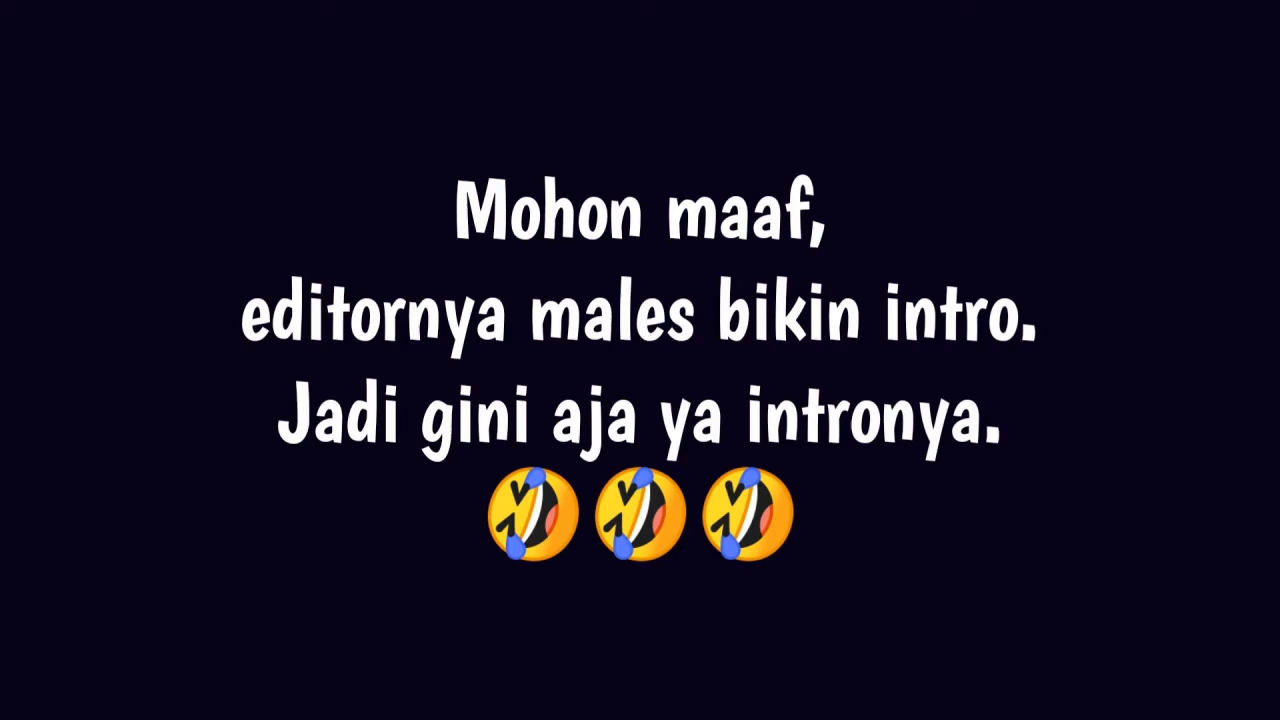 Mohon maaf,
editornya males bikin intro.
Jadi gini aja ya intronya.
🤣🤣🤣